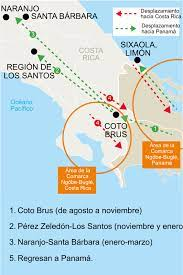 NARANJO
SANTA BÁRBARA
Desplazamiento
hacia Costa Rica
Desplazamiento
hacia Panamá
SIXAOLA,
LIMÓN
COSTA
RICA
REGIÓN DE
LOS SANTOS
Océano
Pacífico
COTO
BRUS
Área de la
Comarca
Ngöbe-Buglé,
Costa Rica
Área de la
Comarca
Ngöbe-Buglé,
Panamá
1. Coto Brus (de agosto a noviembre)
2. Pérez Zeledón-Los Santos (noviembre y enero
3. Naranjo-Santa Bárbara (enero-marzo)
5. Regresan a Panamá.